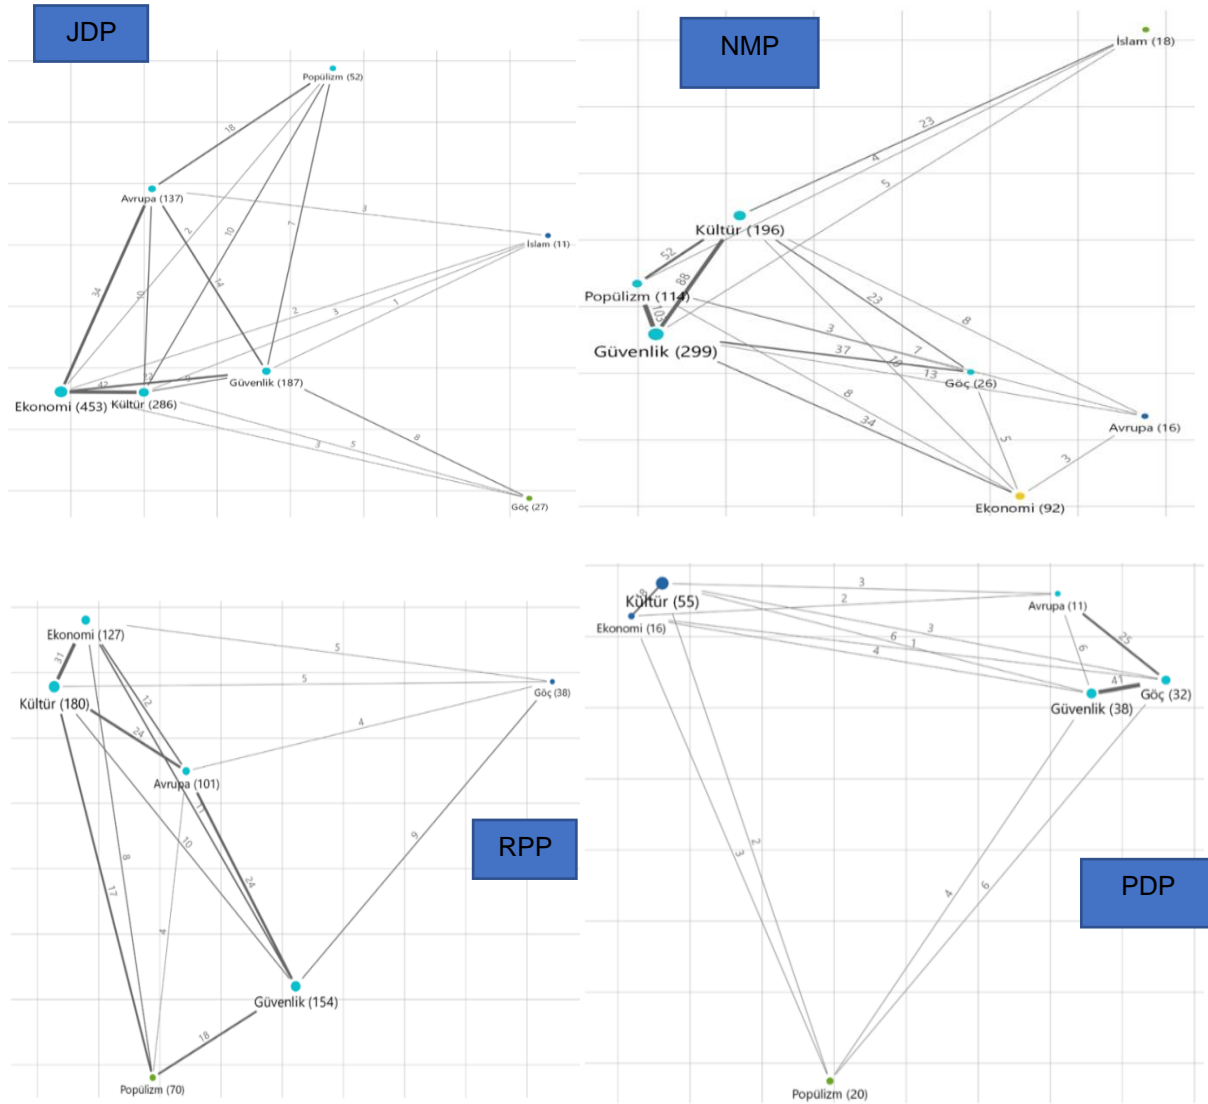 JDP
Popülizm (52)
18
Avrupa (137)
3
7
2
10
İslam (11)
14
34
10
2
3
1
42
Güvenlik (187)
Ekonomi (453)
Kültür (286)
8
5
3
Göç (27)
NMP
İslam (18)
23
4
5
Kültür (196)
52
88
Popülizm (114)
103
23
8
Güvenlik (299)
3
7
37
13
Göç (26)
8
34
Avrupa (16)
5
3
Ekonomi (92)
Ekonomi (127)
31
5
5
Kültür (180)
Göç (38)
12
24
4
Avrupa (101)
11
10
9
8
24
17
4
Güvenlik (154)
18
Popülizm (70)
RPP
Kültür (55)
3
2
Avrupa (11)
Ekonomi (16)
3
6
1
4
6
25
41
Göç (32)
Güvenlik (38)
2
3
4
6
Popülizm (20)
PDP